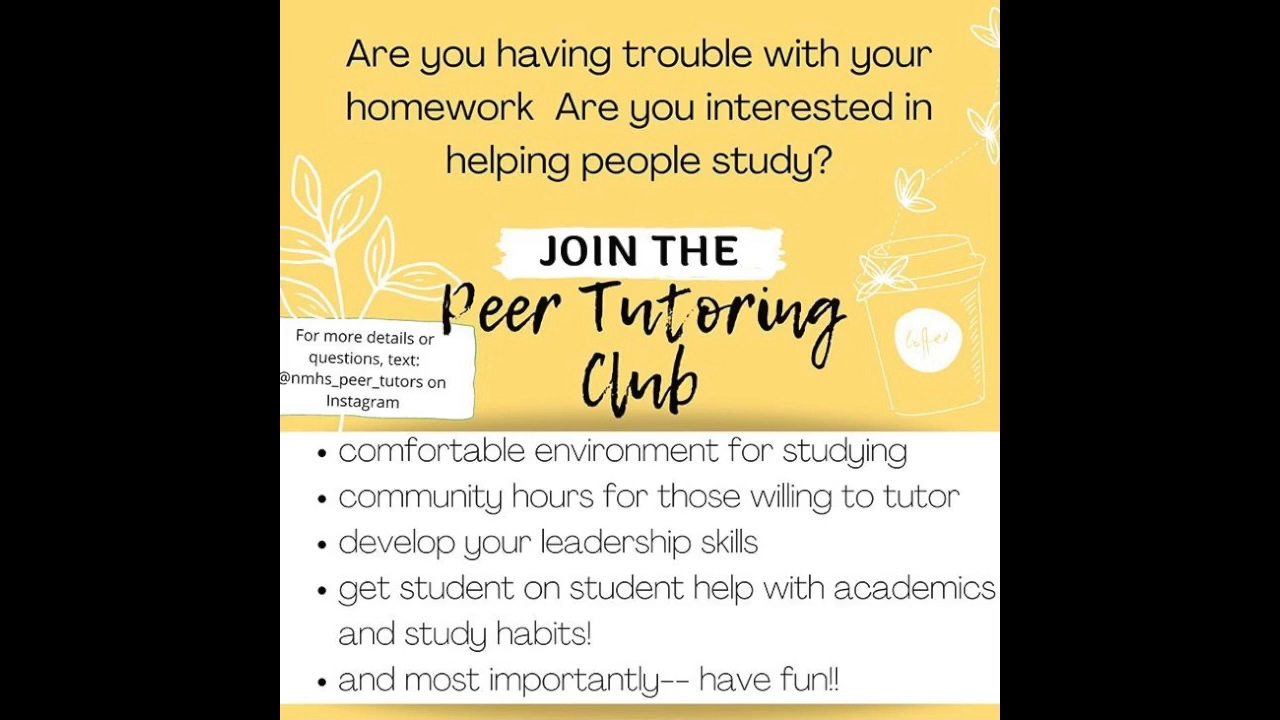 Are you having trouble with your
homework  Are you interested in
helping people study?
JOIN THE
Peer Tutoring
Club
For more details or
questions, text:
@nmhs_peer_tutors on
Instagram
coffee
• comfortable environment for studying
• community hours for those willing to tutor
• develop your leadership skills
• get student on student help with academics
and study habits!
• and most importantly-- have fun!!